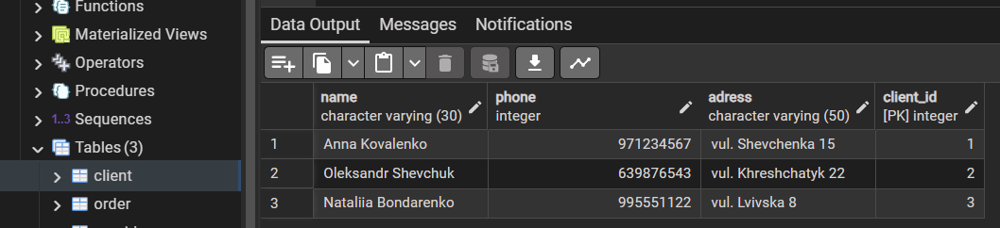 Functions
Materialized Views
Operators
Procedures
1..3 Sequences
Tables (3)
client
order
Data Output Messages Notifications
name phone adress client_id
character varying (30) integer character varying (50) [PK] integer
1 Anna Kovalenko 971234567 vul. Shevchenka 15 1
2 Oleksandr Shevchuk 639876543 vul. Khreshchatyk 22 2
3 Nataliia Bondarenko 995551122 vul. Lvivska 8 3